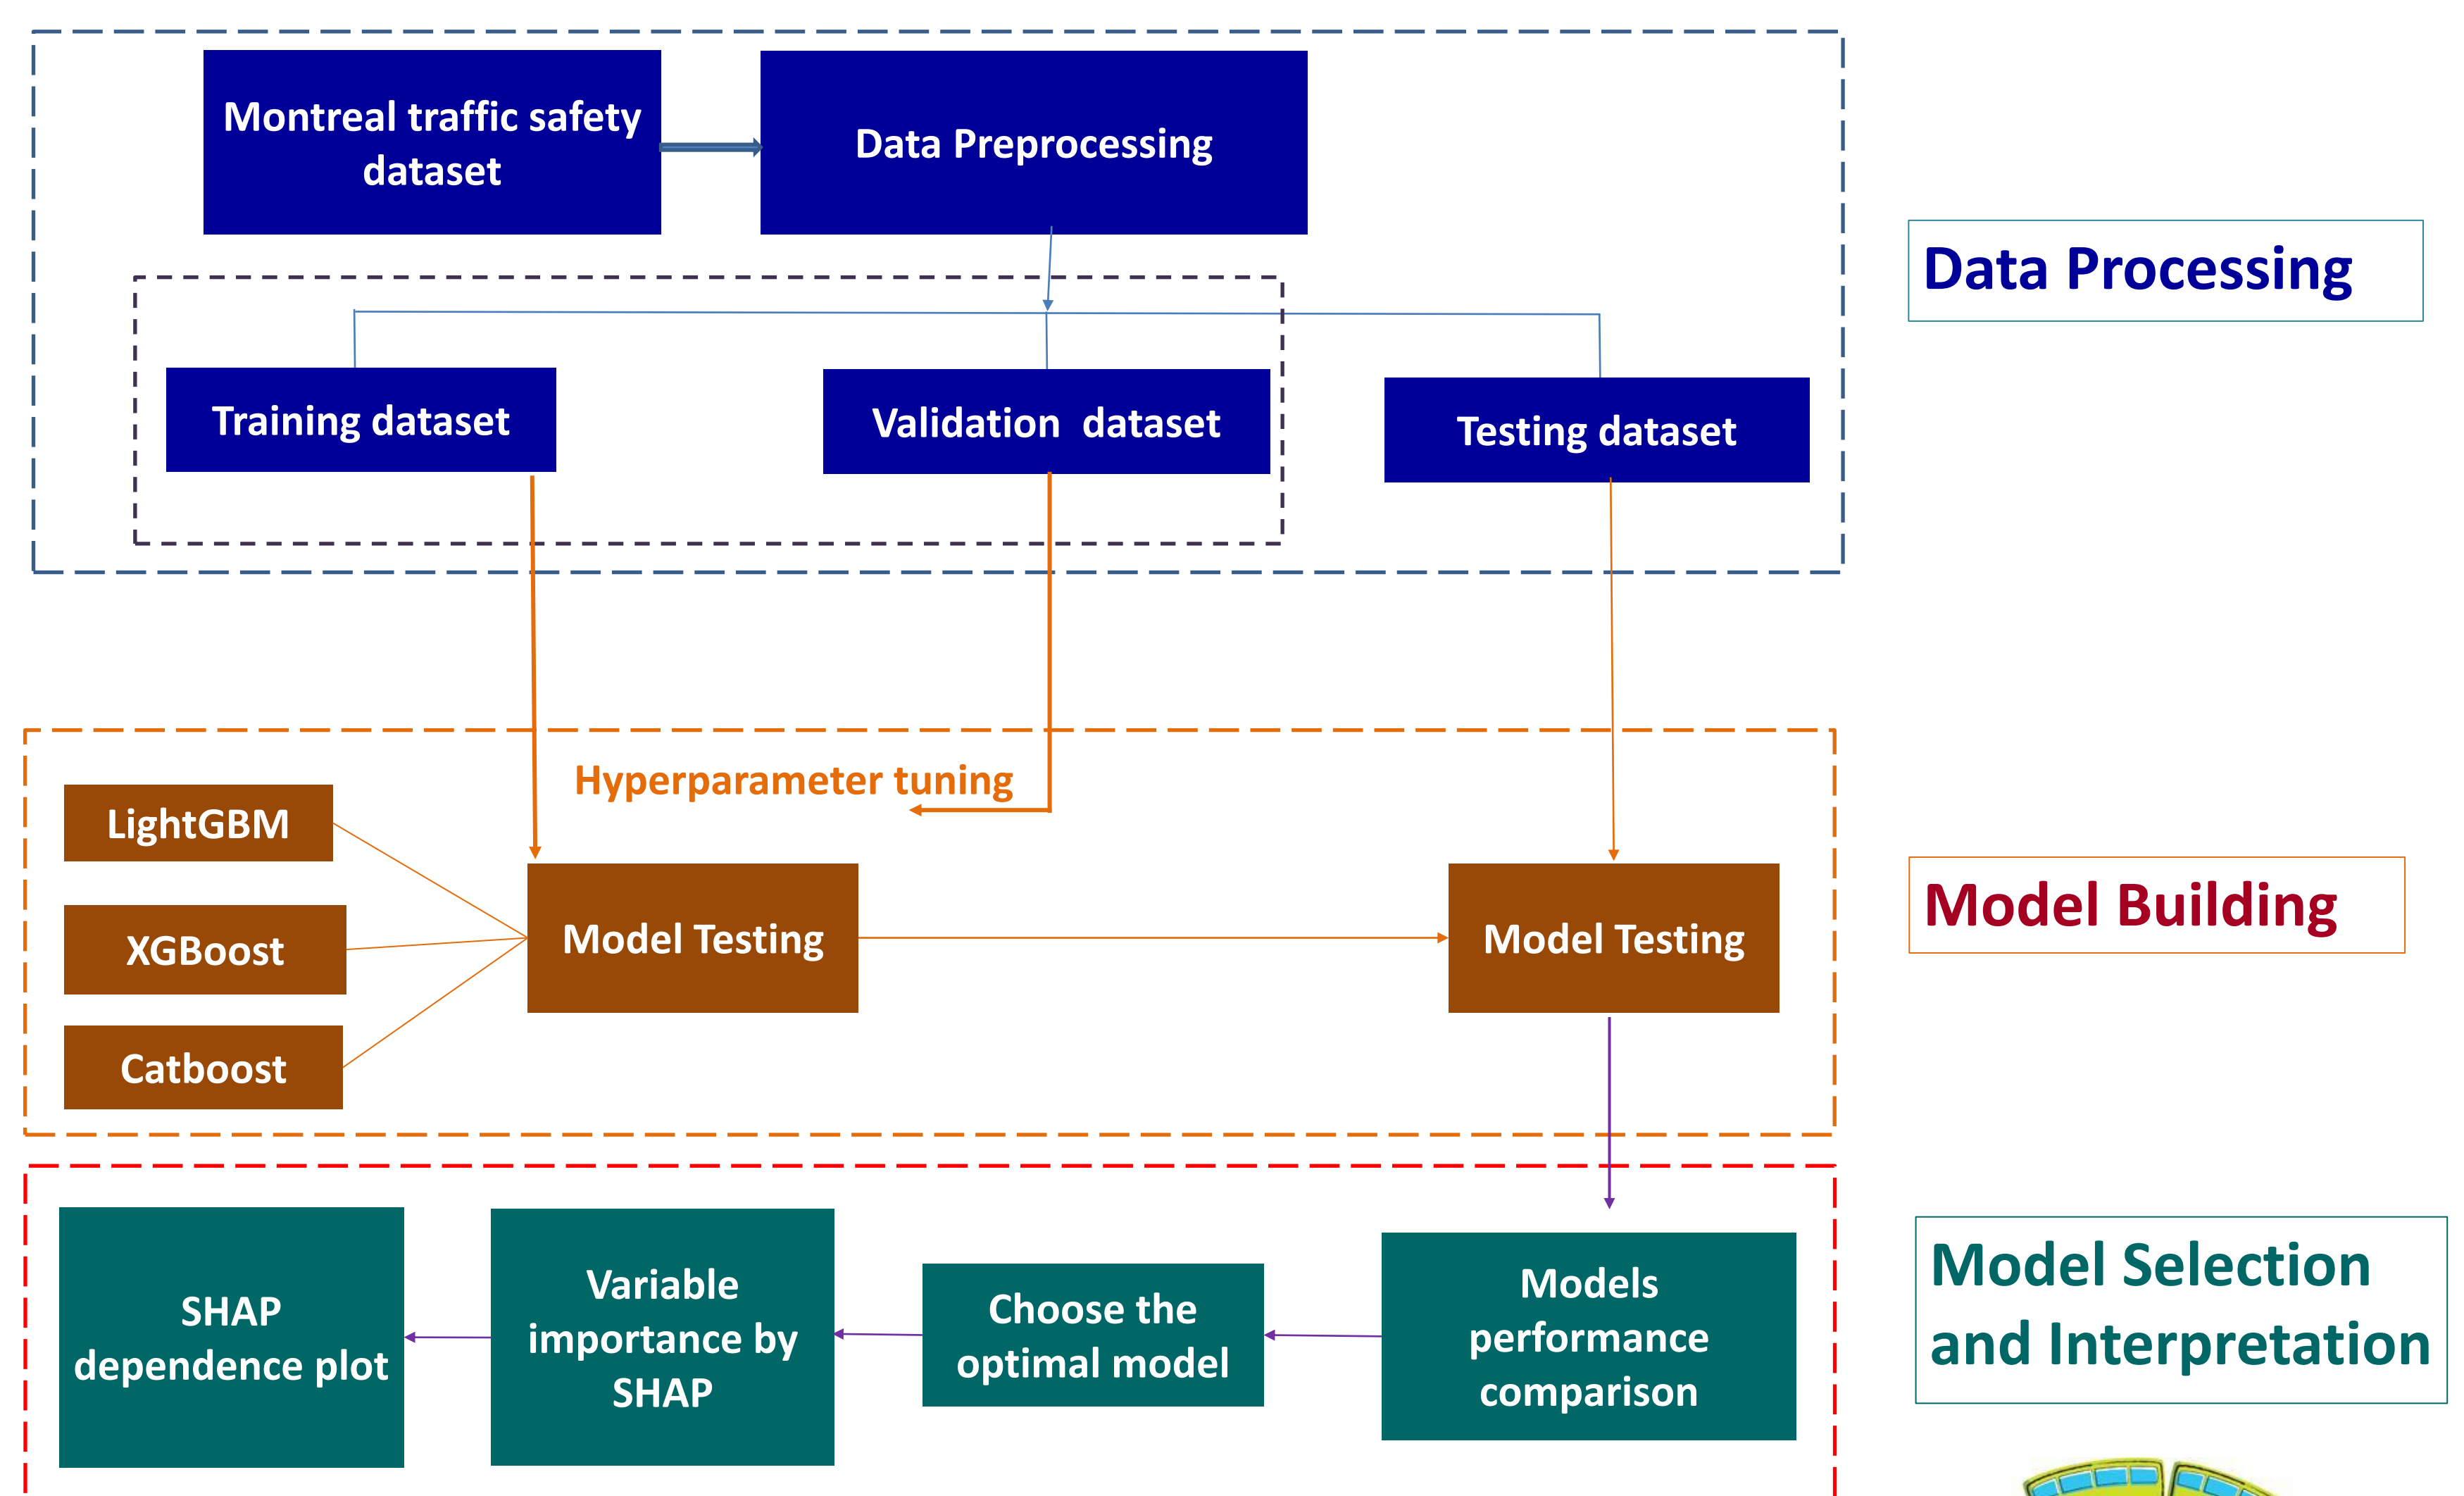 Montreal traffic safety
dataset
Data Preprocessing
Data Processing
Training dataset
Validation  dataset
Testing dataset
Hyperparameter tuning
LightGBM
XGBoost
Catboost
Model Testing
Model Testing
Model Building
SHAP
dependence plot
Variable
importance by
SHAP
Choose the
optimal model
Models
performance
comparison
Model Selection
and Interpretation